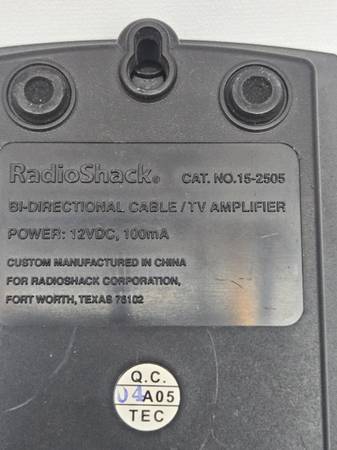 RadioShack® CAT. NO.15-2505
BI-DIRECTIONAL CABLE/TV AMPLIFIER
POWER: 12VDC, 100mA
CUSTOM MANUFACTURED IN CHINA
FOR RADIOSHACK CORPORATION,
FORT WORTH, TEXAS 76102
Q.C.
04 A05
TEC